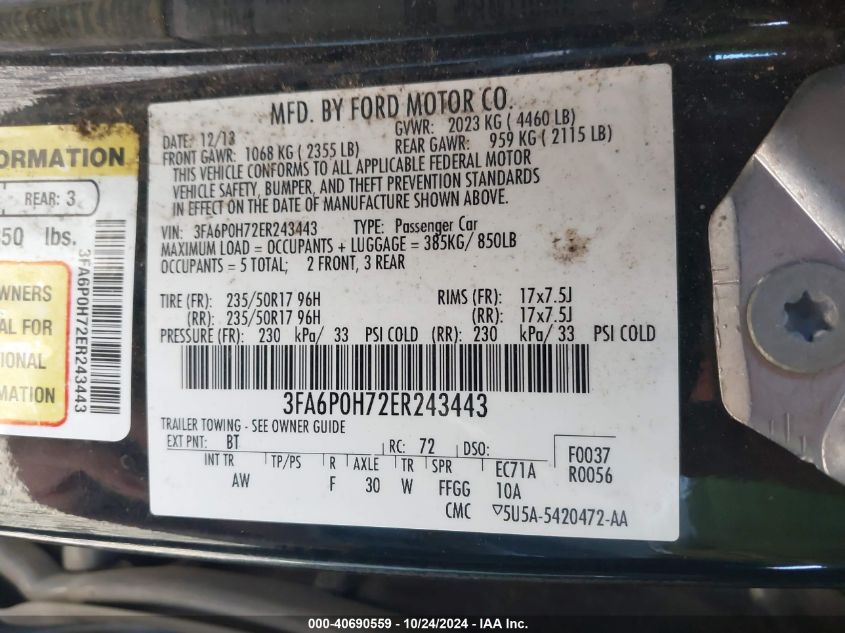 MFD. BY FORD MOTOR CO.
DATE: 12/13 GVWR: 2023 KG ( 4460 LB)
FRONT GAWR: 1068 KG ( 2355 LB) REAR GAWR: 959 KG ( 2115 LB)
THIS VEHICLE CONFORMS TO ALL APPLICABLE FEDERAL MOTOR
VEHICLE SAFETY, BUMPER, AND THEFT PREVENTION STANDARDS
IN EFFECT ON THE DATE OF MANUFACTURE SHOWN ABOVE.
VIN: 3FA6P0H72ER243443 TYPE: Passenger Car
MAXIMUM LOAD = OCCUPANTS + LUGGAGE = 385KG/ 850LB
OCCUPANTS = 5 TOTAL; 2 FRONT, 3 REAR
TIRE (FR): 235/50R17 96H RIMS (FR): 17x7.5J
(RR): 235/50R17 96H (RR): 17x7.5J
PRESSURE (FR): 230 kPa/ 33 PSI COLD (RR): 230 kPa/ 33 PSI COLD
3FA6P0H72ER243443
TRAILER TOWING - SEE OWNER GUIDE
EXT PNT: BT RC: 72 DSO: F0037
R0056
INT TR TP/PS R AXLE TR SPR EC71A
AW F 30 W FFGG 10A
CMC ▽5U5A-5420472-AA
ORMATION
REAR: 3
50 lbs.
3FA6P0H72ER243443
WNERS
AL FOR
IONAL
MATION
000-40690559 - 10/24/2024 - IAA Inc.